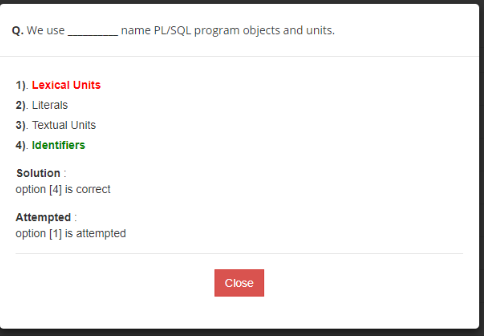 Q. We use __________ name PL/SQL program objects and units.
1). Lexical Units
2). Literals
3). Textual Units
4). Identifiers
Solution :
option [4] is correct
Attempted :
option [1] is attempted
Close